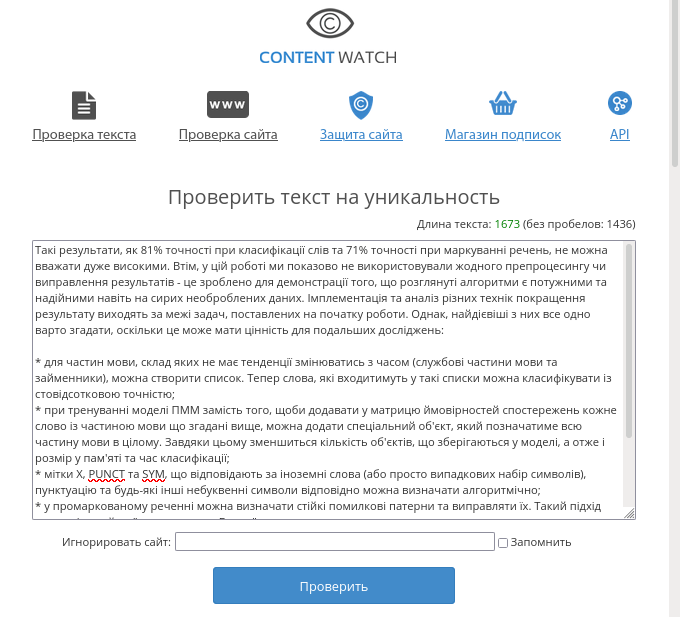 CONTENT WATCH
www
Проверка текста Проверка сайта Защита сайта Магазин подписок API
Проверить текст на уникальность
Длина текста: 1673 (без пробелов: 1436)
Такі результати, як 81% точності при класифікації слів та 71% точності при маркуванні речень, не можна
вважати дуже високими. Втім, у цій роботі ми показово не використовували жодного препроцесингу чи
виправлення результатів - це зроблено для демонстрації того, що розглянуті алгоритми є потужними та
надійними навіть на сирих необроблених даних. Імплементація та аналіз різних технік покращення
результату виходять за межі задач, поставлених на початку роботи. Однак, найдієвіші з них все одно
варто згадати, оскільки це може мати цінність для подальших досліджень:
* для частин мови, склад яких не має тенденції змінюватись з часом (службові частини мови та
займенники), можна створити список. Тепер слова, які входитимуть у такі списки можна класифікувати із
стовідсотковою точністю;
* при тренуванні моделі ПММ замість того, щоби додавати у матрицю ймовірностей спостережень кожне
слово із частиною мови що згадані вище, можна додати спеціальний об'єкт, який позначатиме всю
частину мови в цілому. Завдяки цьому зменшиться кількість об'єктів, що зберігаються у моделі, а отже і
розмір у пам'яті та час класифікації;
* мітки X, PUNCT та SYM, що відповідають за іноземні слова (або просто випадкових набір символів),
пунктуацію та будь-які інші небуквенні символи відповідно можна визначати алгоритмічно;
* у промаркованому реченні можна визначати стійкі помилкові патерни та виправляти їх. Такий підхід
Игнорировать сайт:
Запомнить
Проверить